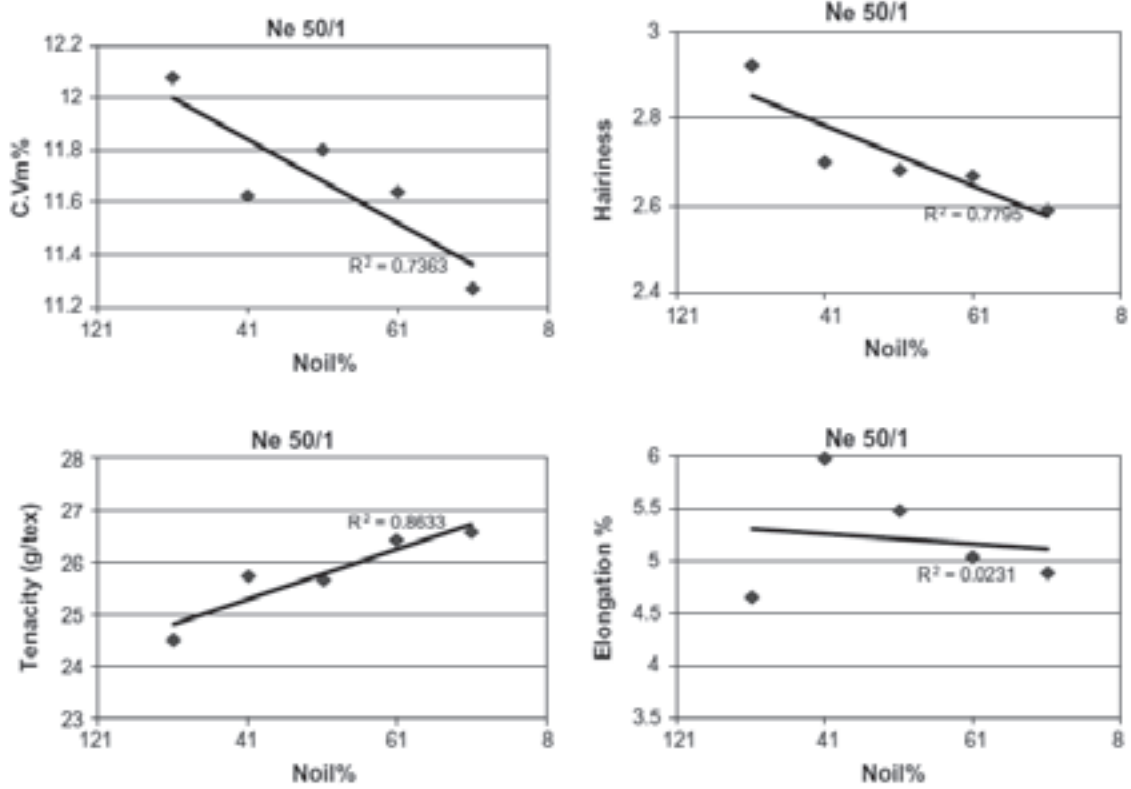 Ne 50/1
12.2
12
11.8
11.6
11.4
11.2
C.Vm%
R² = 0.7363
121 41 61 8
Noil%
Ne 50/1
3
2.8
2.6
2.4
Hairiness
R² = 0.7795
121 41 61 8
Noil%
Ne 50/1
28
27
26
25
24
23
Tenacity (g/tex)
R² = 0.8633
121 41 61 8
Noil%
Ne 50/1
6
5.5
5
4.5
4
3.5
Elongation %
R² = 0.0231
121 41 61 8
Noil%